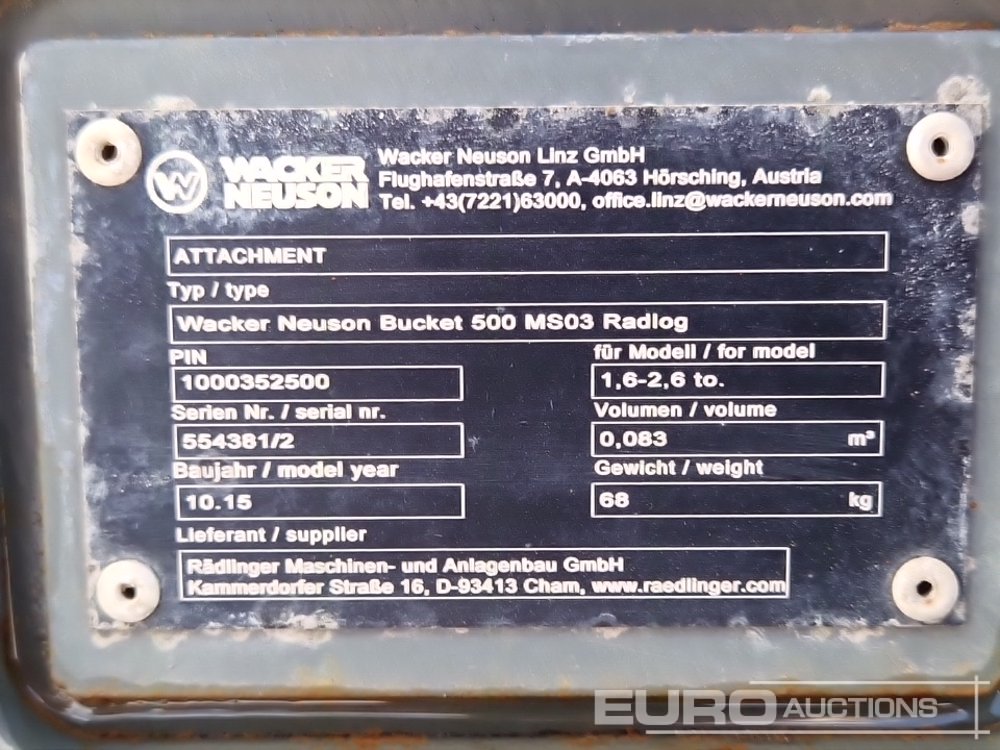 WACKER
NEUSON
Wacker Neuson Linz GmbH
Flughafenstraße 7, A-4063 Hörsching, Austria
Tel. +43(7221)63000, office.linz@wackerneuson.com
ATTACHMENT
Typ / type
Wacker Neuson Bucket 500 MS03 Radlog
PIN
1000352500
für Modell / for model
1,6-2,6 to.
Serien Nr. / serial nr.
554381/2
Volumen / volume
0,083 m³
Baujahr / model year
10.15
Gewicht / weight
68 kg
Lieferant / supplier
Rädlinger Maschinen- und Anlagenbau GmbH
Kammerdorfer Straße 16, D-93413 Cham, www.raedlinger.com
EURO AUCTIONS